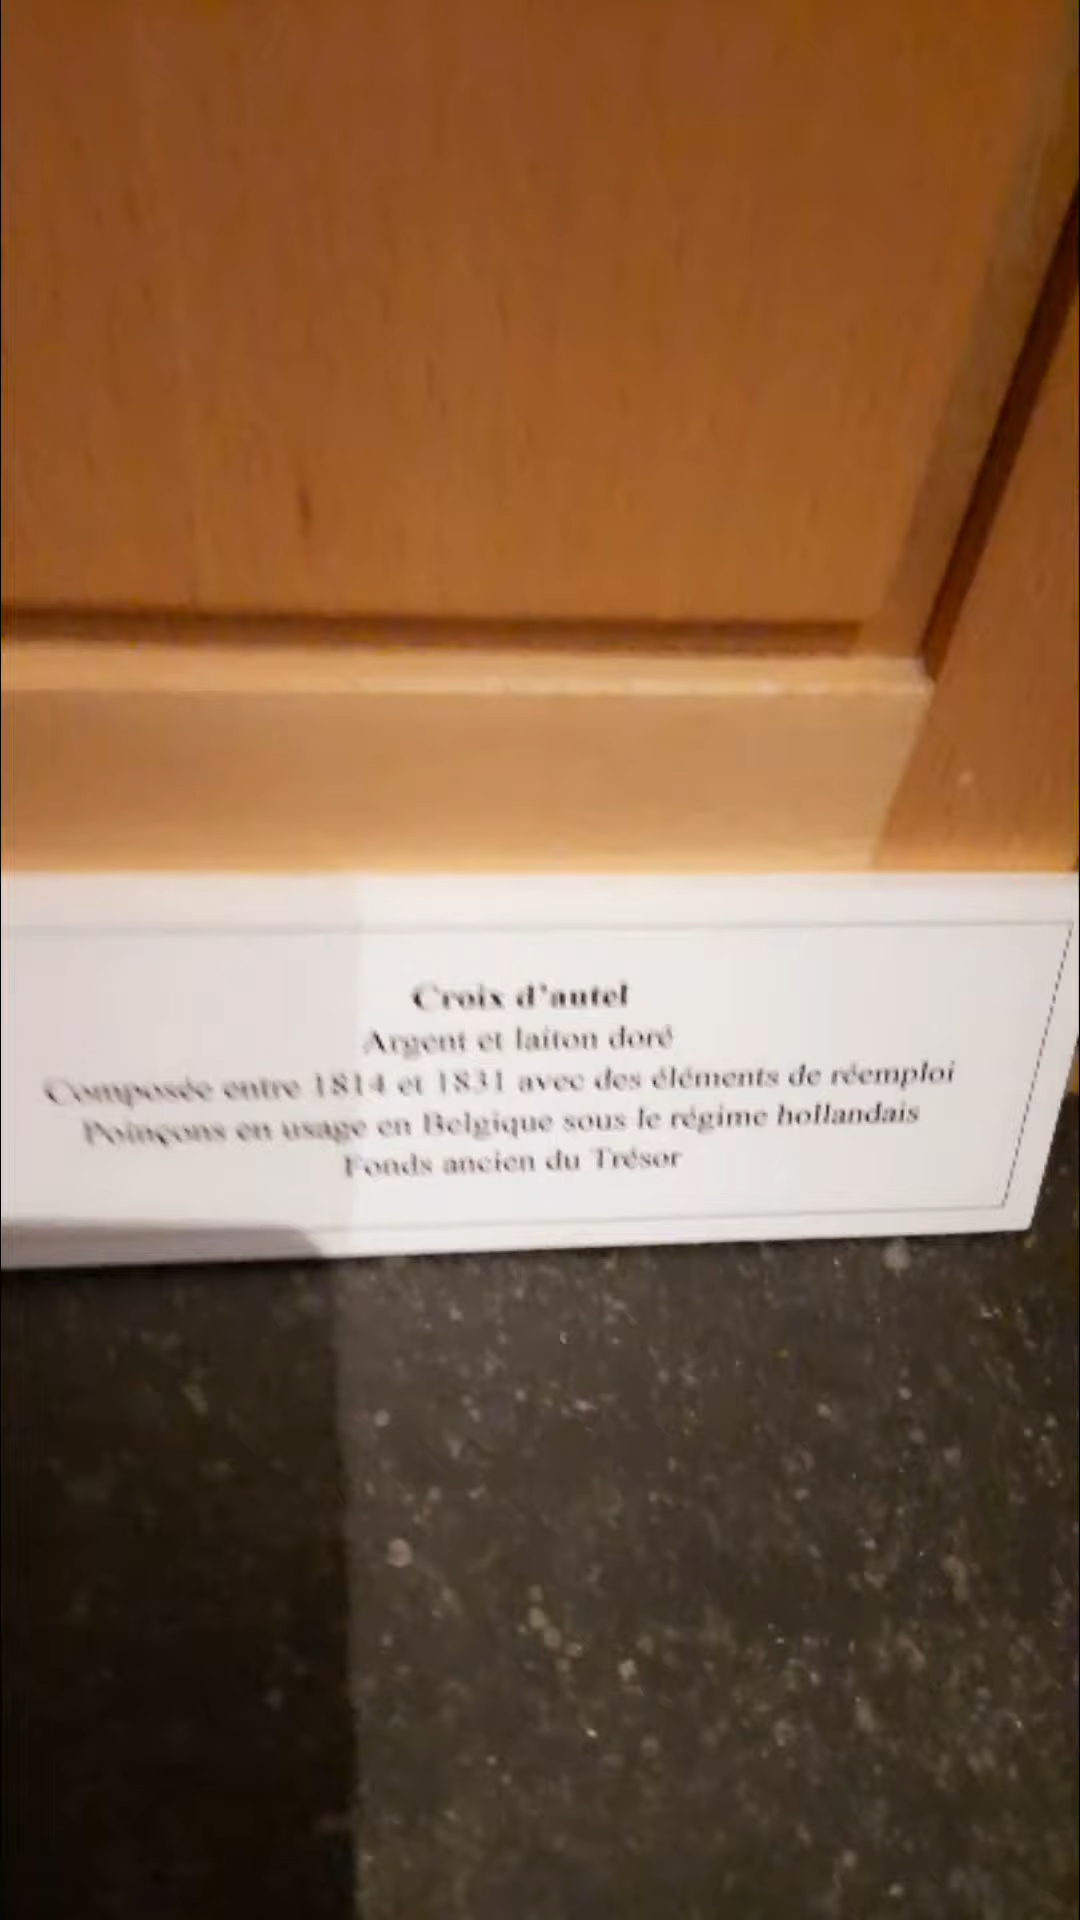 Croix d'autel
Argent et laiton doré
Composée entre 1814 et 1831 avec des éléments de réemploi
Poinçons en usage en Belgique sous le régime hollandais
Fonds ancien du Trésor